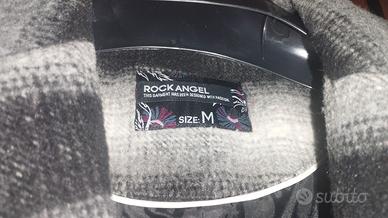 ROCKANGEL
THIS GARMENT HAS BEEN DESIGNED WITH PASSION.
SIZE: M
subito